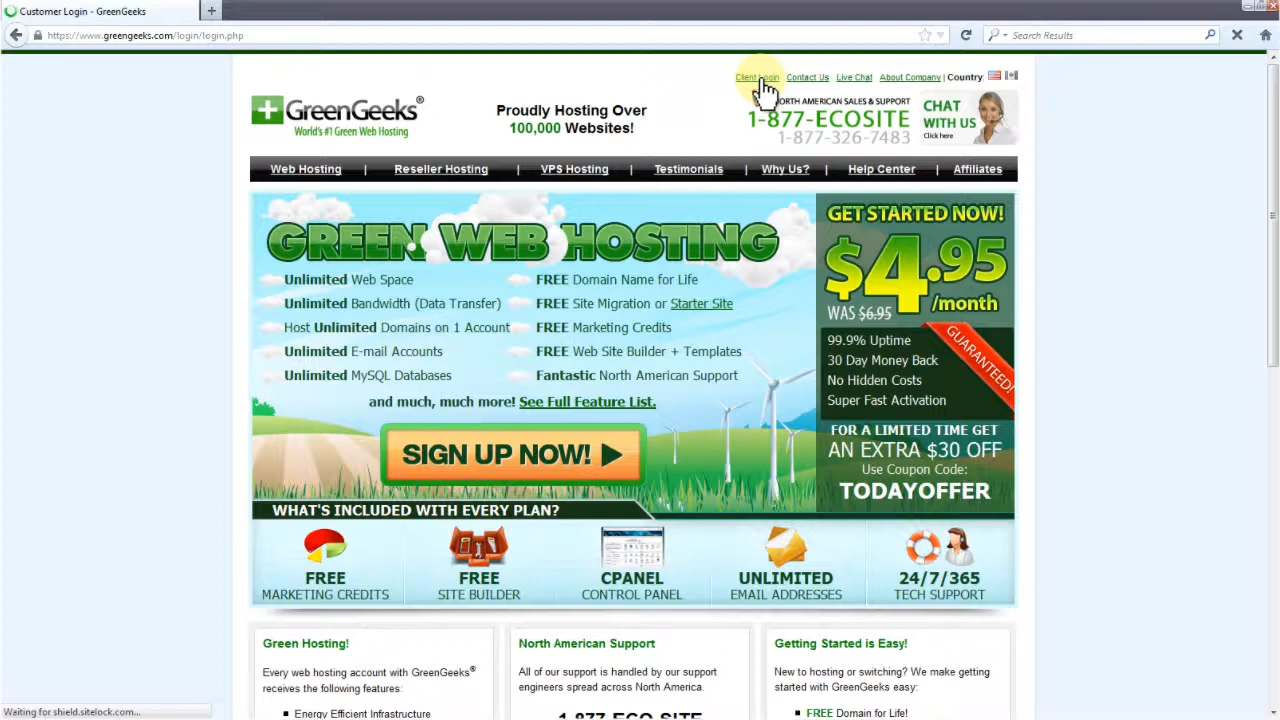 Customer Login - GreenGeeks
https://www.greengeeks.com/login/login.php
Search Results
Client Login Contact Us Live Chat About Company | Country:
GreenGeeks®
World's #1 Green Web Hosting
Proudly Hosting Over
100,000 Websites!
NORTH AMERICAN SALES & SUPPORT
1-877-ECOSITE
1-877-326-7483
CHAT
WITH US
Click here
Web Hosting | Reseller Hosting | VPS Hosting | Testimonials | Why Us? | Help Center | Affiliates
GREEN WEB HOSTING
Unlimited Web Space
Unlimited Bandwidth (Data Transfer)
Host Unlimited Domains on 1 Account
Unlimited E-mail Accounts
Unlimited MySQL Databases
FREE Domain Name for Life
FREE Site Migration or Starter Site
FREE Marketing Credits
FREE Web Site Builder + Templates
Fantastic North American Support
and much, much more! See Full Feature List.
SIGN UP NOW!
GET STARTED NOW!
$4.95
/month
WAS $6.95
99.9% Uptime
30 Day Money Back
No Hidden Costs
Super Fast Activation
GUARANTEED!
FOR A LIMITED TIME GET
AN EXTRA $30 OFF
Use Coupon Code:
TODAYOFFER
WHAT'S INCLUDED WITH EVERY PLAN?
FREE
MARKETING CREDITS
FREE
SITE BUILDER
CPANEL
CONTROL PANEL
UNLIMITED
EMAIL ADDRESSES
24/7/365
TECH SUPPORT
Green Hosting!
Every web hosting account with GreenGeeks®
receives the following features:
Energy Efficient Infrastructure
North American Support
All of our support is handled by our support
engineers spread across North America.
1-877-ECO-SITE
Getting Started is Easy!
New to hosting or switching? We make getting
started with GreenGeeks easy:
FREE Domain for Life!
Waiting for shield.sitelock.com...